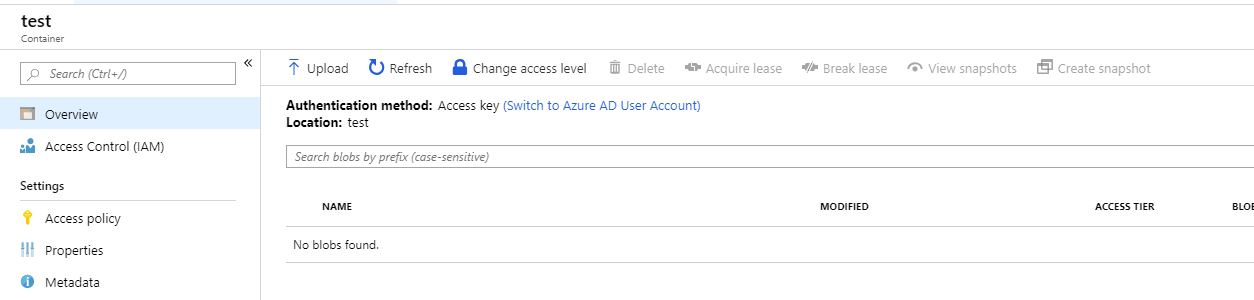 test
Container
Search (Ctrl+/)
«
Upload Refresh Change access level Delete Acquire lease Break lease View snapshots Create snapshot
Overview
Access Control (IAM)
Settings
Access policy
Properties
Metadata
Authentication method: Access key (Switch to Azure AD User Account)
Location: test
Search blobs by prefix (case-sensitive)
NAME MODIFIED ACCESS TIER BLO
No blobs found.